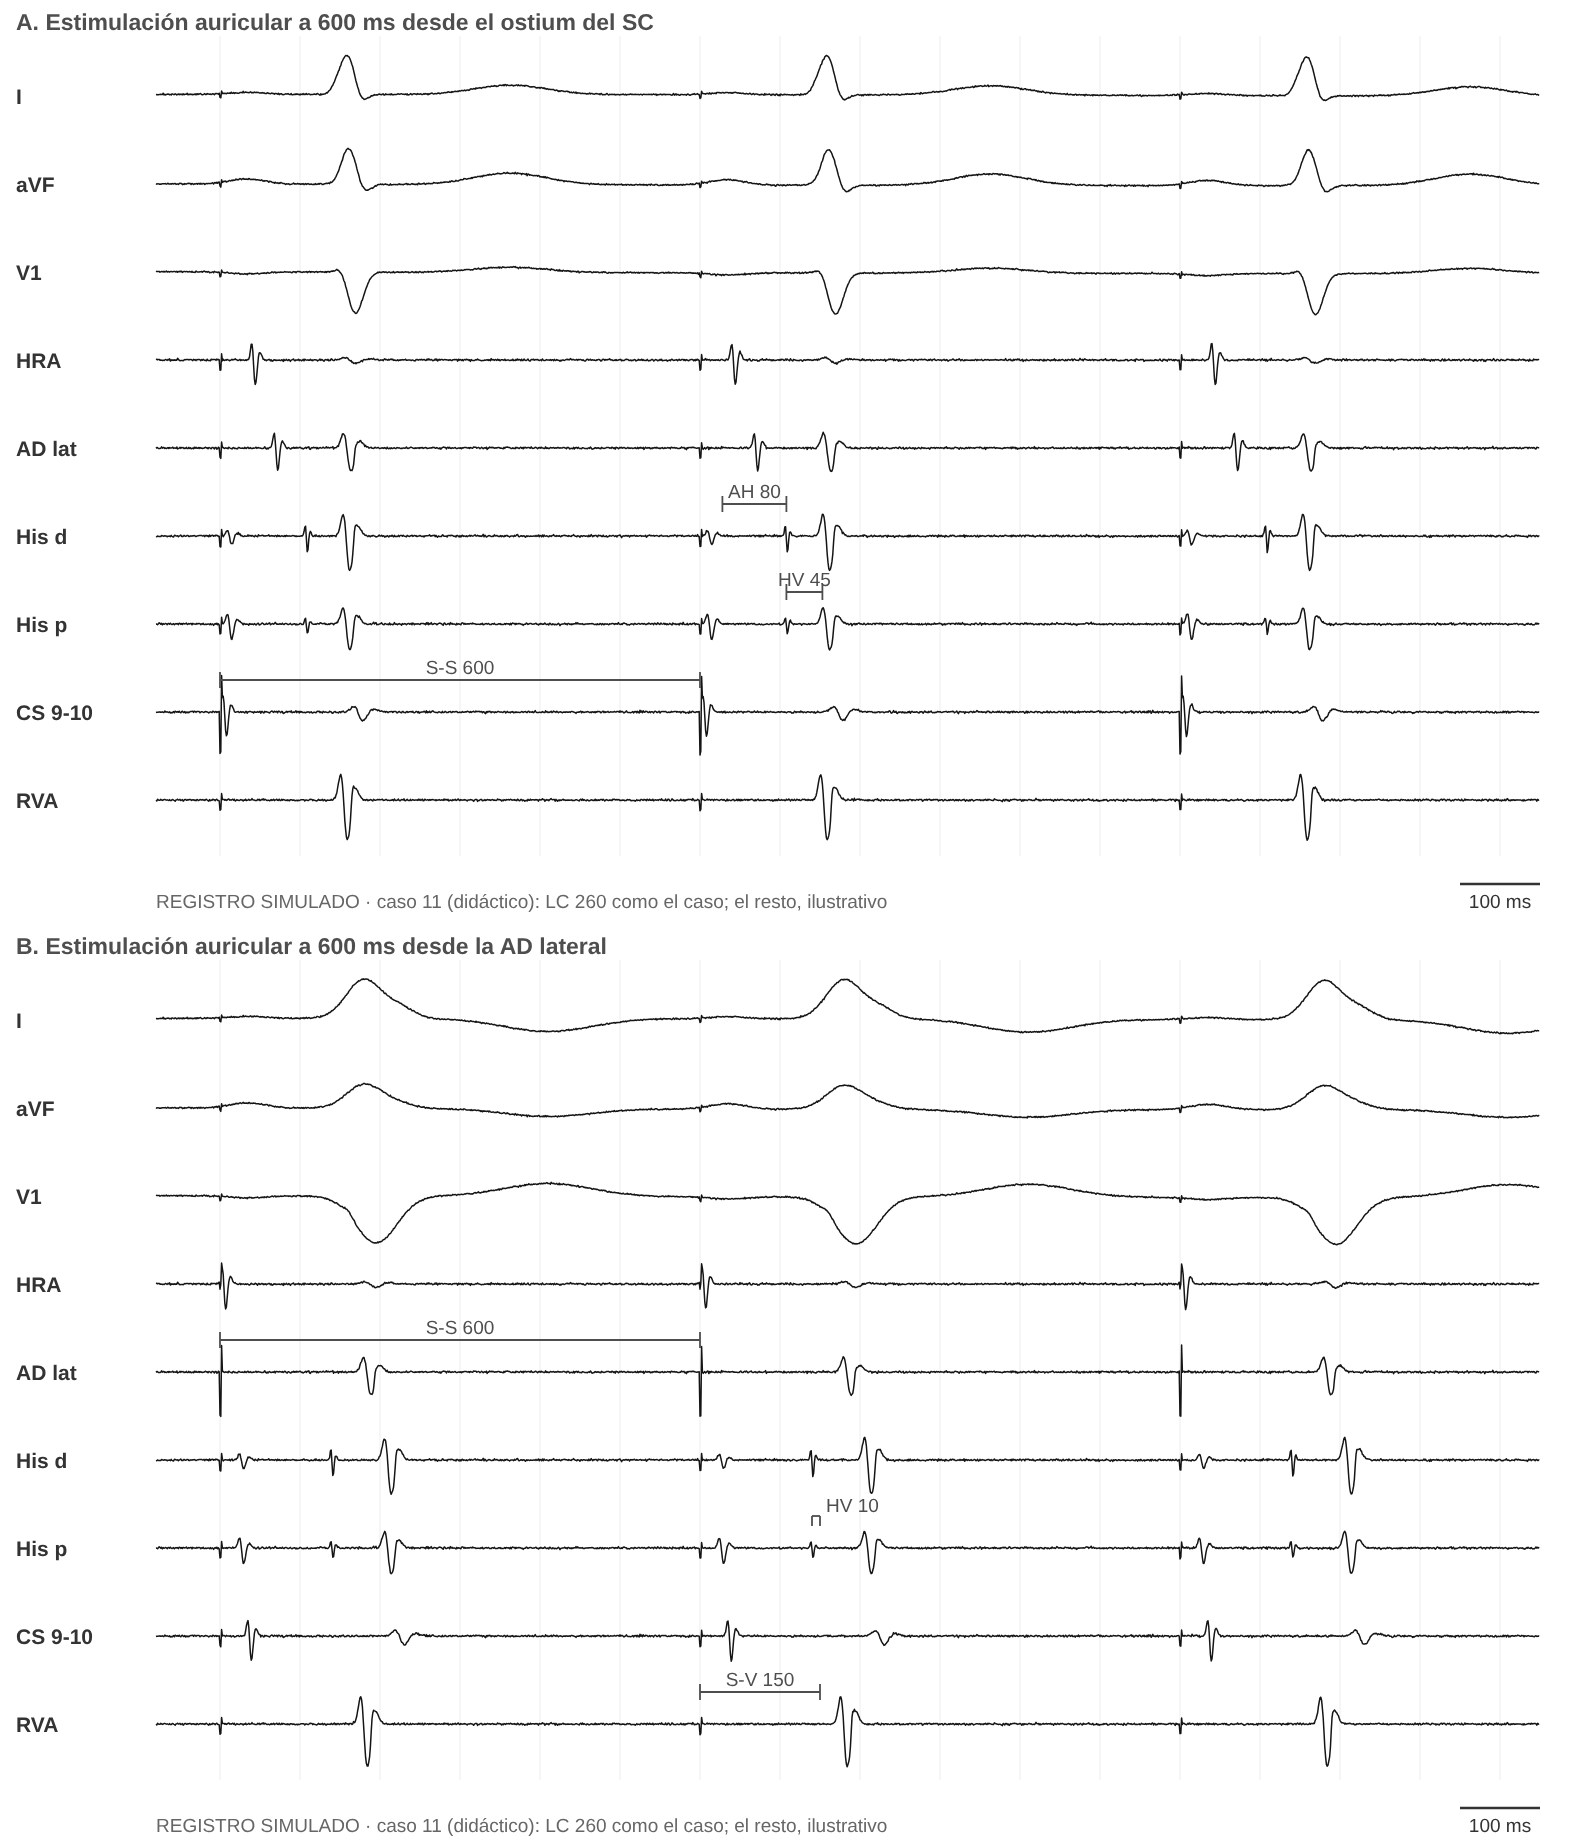 A. Estimulación auricular a 600 ms desde el ostium del SC
I
aVF
V1
HRA
AD lat
AH 80
His d
HV 45
His p
S-S 600
CS 9-10
RVA
REGISTRO SIMULADO · caso 11 (didáctico): LC 260 como el caso; el resto, ilustrativo
100 ms
B. Estimulación auricular a 600 ms desde la AD lateral
I
aVF
V1
HRA
S-S 600
AD lat
His d
HV 10
His p
CS 9-10
S-V 150
RVA
REGISTRO SIMULADO · caso 11 (didáctico): LC 260 como el caso; el resto, ilustrativo
100 ms